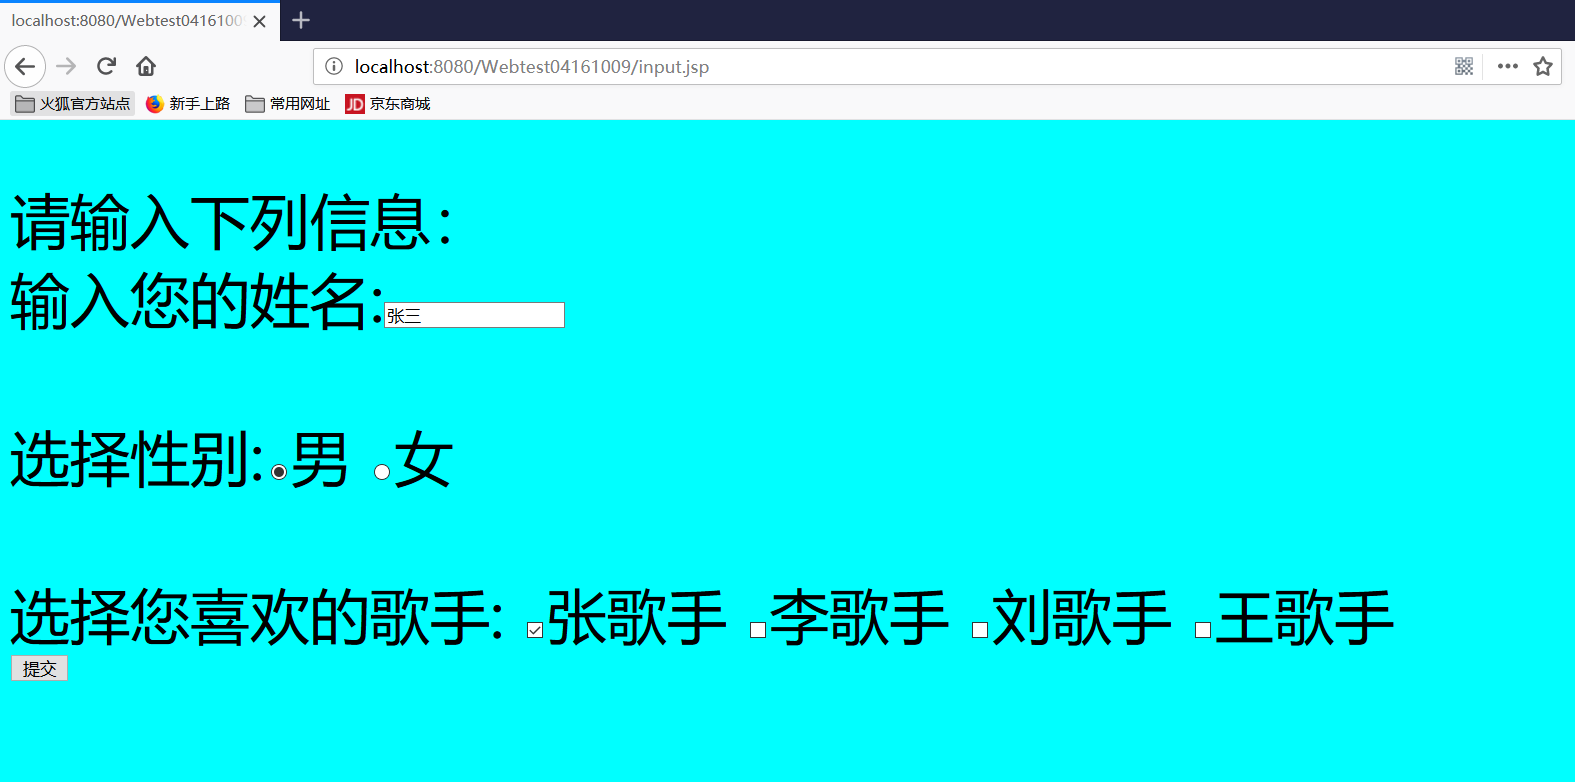 localhost:8080/Webtest0416100
localhost:8080/Webtest04161009/input.jsp
火狐官方站点 新手上路 常用网址 JD 京东商城
请输入下列信息：
输入您的姓名:张三
选择性别:男 女
选择您喜欢的歌手: 张歌手 李歌手 刘歌手 王歌手
提交